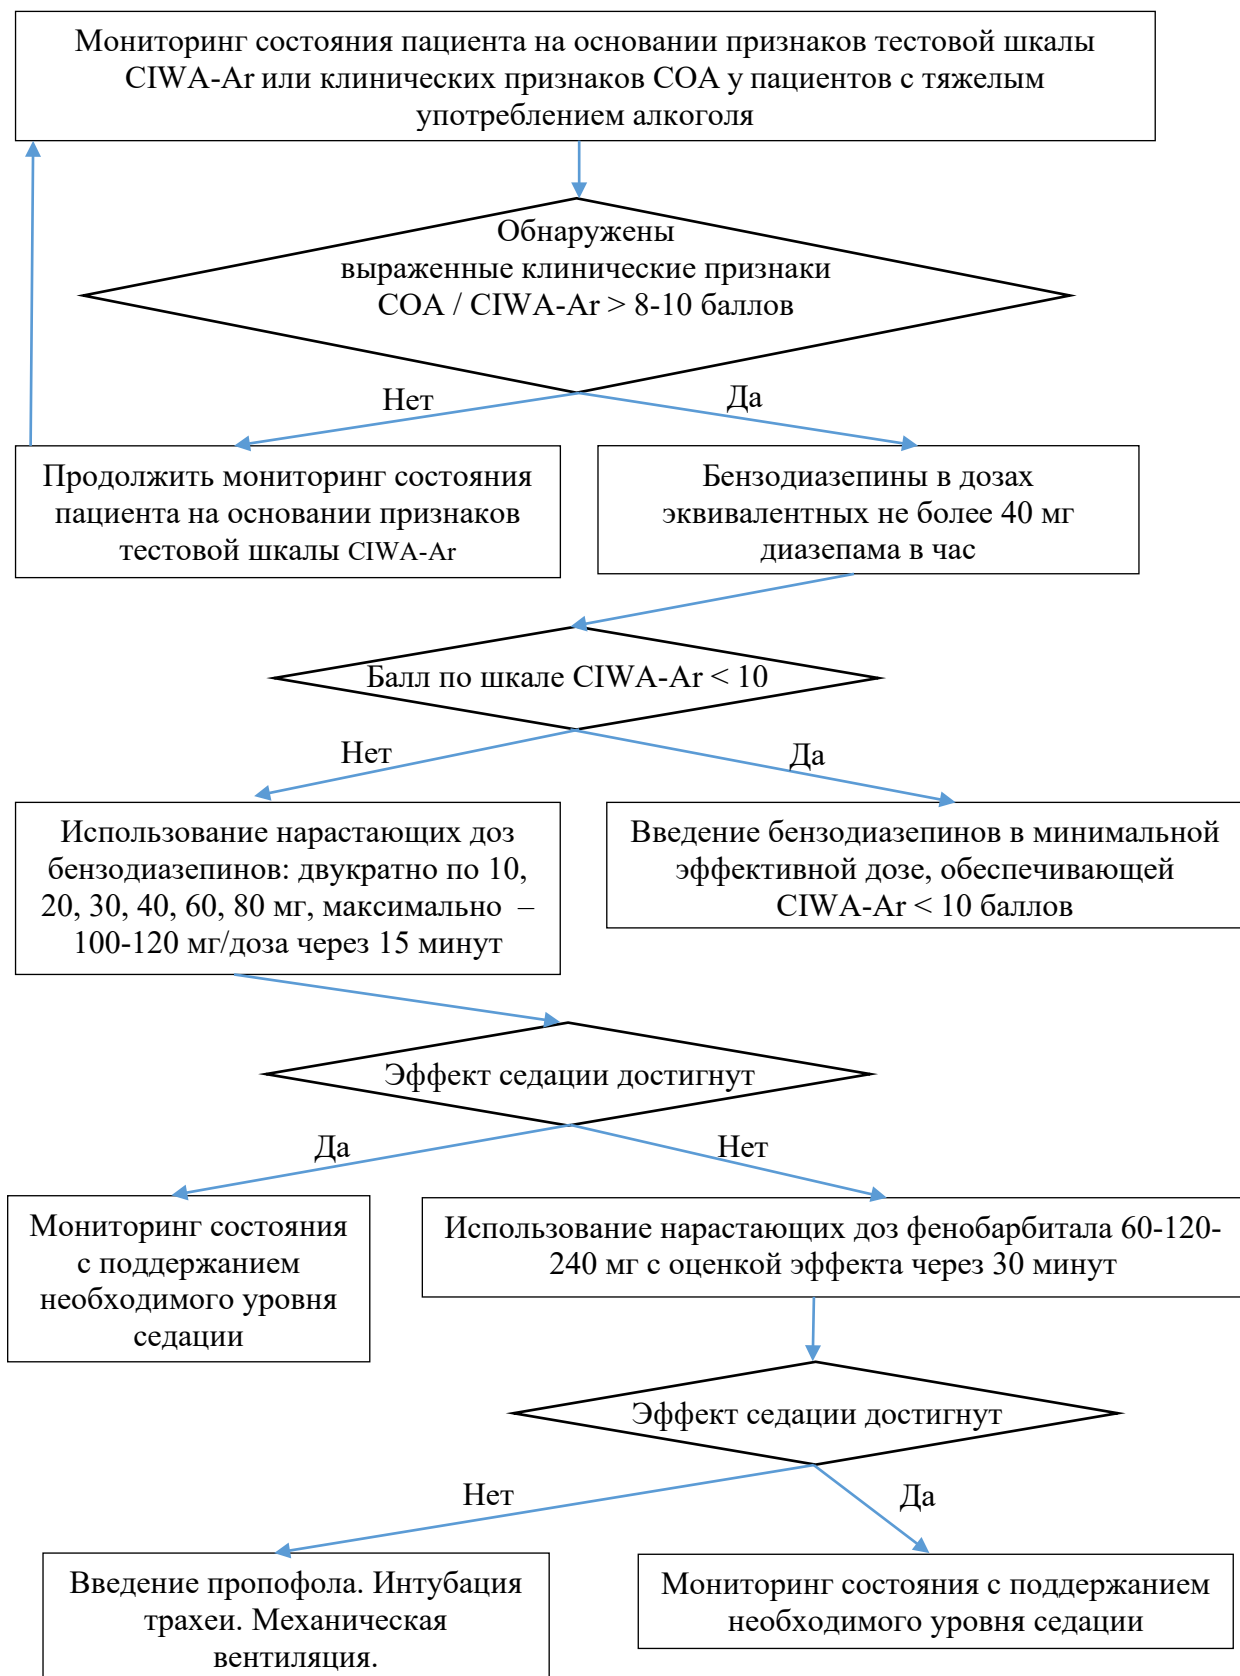 Мониторинг состояния пациента на основании признаков тестовой шкалы
CIWA-Ar или клинических признаков СОА у пациентов с тяжелым
употреблением алкоголя
Обнаружены
выраженные клинические признаки
СОА / CIWA-Ar > 8-10 баллов
Нет
Да
Продолжить мониторинг состояния
пациента на основании признаков
тестовой шкалы CIWA-Ar
Бензодиазепины в дозах
эквивалентных не более 40 мг
диазепама в час
Балл по шкале CIWA-Ar < 10
Нет
Да
Использование нарастающих доз
бензодиазепинов: двукратно по 10,
20, 30, 40, 60, 80 мг, максимально –
100-120 мг/доза через 15 минут
Введение бензодиазепинов в минимальной
эффективной дозе, обеспечивающей
CIWA-Ar < 10 баллов
Эффект седации достигнут
Да
Нет
Мониторинг состояния
с поддержанием
необходимого уровня
седации
Использование нарастающих доз фенобарбитала 60-120-
240 мг с оценкой эффекта через 30 минут
Эффект седации достигнут
Нет
Да
Введение пропофола. Интубация
трахеи. Механическая
вентиляция.
Мониторинг состояния с поддержанием
необходимого уровня седации